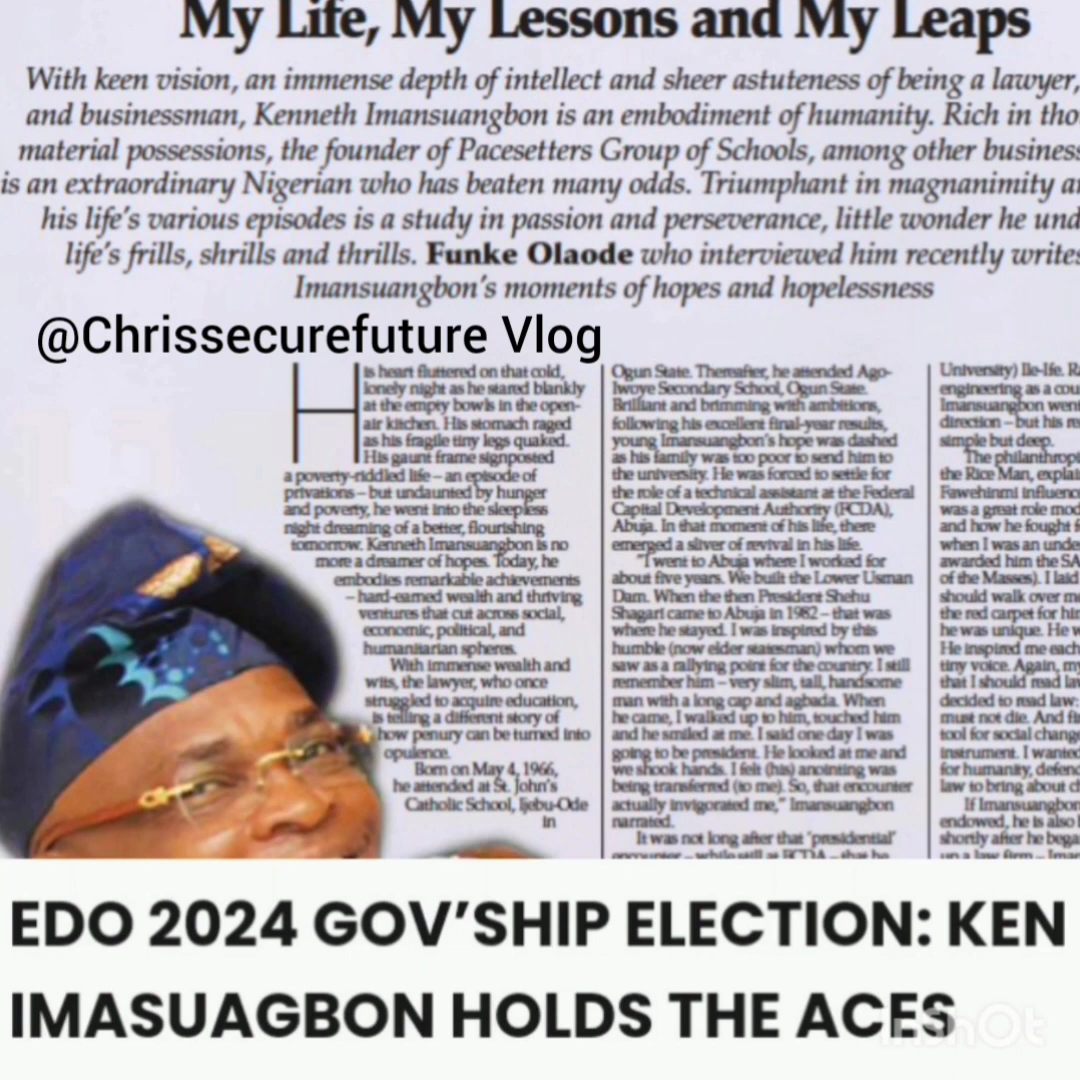 My Life, My Lessons and My Leaps
With keen vision, an immense depth of intellect and sheer astuteness of being a lawyer,
and businessman, Kenneth Imansuangbon is an embodiment of humanity. Rich in tho
material possessions, the founder of Pacesetters Group of Schools, among other business
is an extraordinary Nigerian who has beaten many odds. Triumphant in magnanimity a
his life's various episodes is a study in passion and perseverance, little wonder he und
life's frills, shrills and thrills. Funke Olaode who interviewed him recently writes
Imansuangbon's moments of hopes and hopelessness
@Chrissecurefuture Vlog
His heart fluttered on that cold,
lonely night as he stared blankly
at the empty bowls in the open-
air kitchen. His stomach raged
as his fragile tiny legs quaked.
His gaunt frame signposted
a poverty-riddled life – an episode of
privations – but undaunted by hunger
and poverty, he went into the sleepless
night dreaming of a better, flourishing
tomorrow. Kenneth Imansuangbon is no
more a dreamer of hopes. Today, he
embodies remarkable achievements
– hard-earned wealth and thriving
ventures that cut across social,
economic, political, and
humanitarian spheres.
With immense wealth and
wits, the lawyer, who once
struggled to acquire education,
is telling a different story of
how penury can be turned into
opulence.
Born on May 4, 1966,
he attended at St. John's
Catholic School, Ijebu-Ode
in
Ogun State. Thereafter, he attended Ago-
Iwoye Secondary School, Ogun State.
Brilliant and brimming with ambitions,
following his excellent final-year results,
young Imansuangbon's hope was dashed
as his family was too poor to send him to
the university. He was forced to settle for
the role of a technical assistant at the Federal
Capital Development Authority (FCDA),
Abuja. In that moment of his life, there
emerged a sliver of revival in his life.
"I went to Abuja where I worked for
about five years. We built the Lower Usman
Dam. When the then President Shehu
Shagari came to Abuja in 1982 – that was
where he stayed. I was inspired by this
humble (now elder statesman) whom we
saw as a rallying point for the country. I still
remember him – very slim, tall, handsome
man with a long cap and agbada. When
he came, I walked up to him, touched him
and he smiled at me. I said one day I was
going to be president. He looked at me and
we shook hands. I felt (his) anointing was
being transferred (to me). So, that encounter
actually invigorated me," Imansuangbon
narrated.
It was not long after that 'presidential'
encounter – while still at FCDA – that he
University) Ile-Ife. R
engineering as a cou
Imansuangbon went
direction – but his re
simple but deep.
The philanthropi
the Rice Man, explai
Fawehinmi influenc
was a great role mod
and how he fought f
when I was an unde
awarded him the SA
of the Masses). I laid
should walk over m
the red carpet for hi
he was unique. He w
He inspired me each
tiny voice. Again, my
that I should read la
decided to read law:
must not die. And fi
tool for social chang
instrument. I wanted
for humanity, defend
law to bring about ch
If Imansuangbon
endowed, he is also
shortly after he bega
up a law firm – Iman
EDO 2024 GOV'SHIP ELECTION: KEN
IMASUAGBON HOLDS THE ACES
InShOt